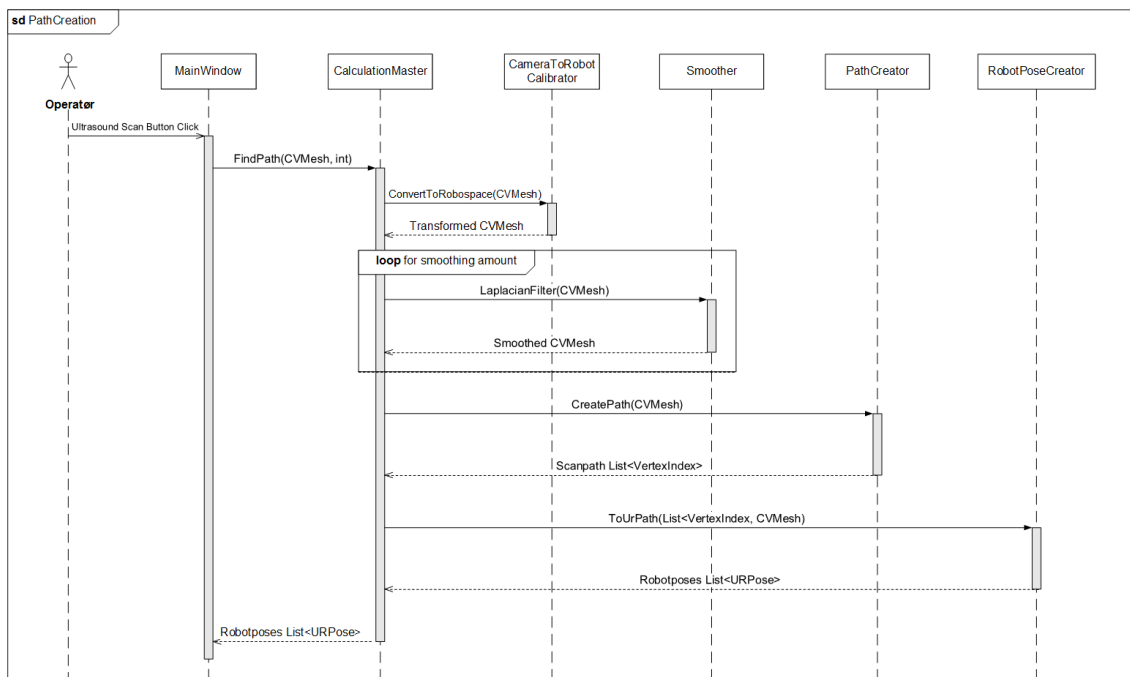 sd PathCreation
Operatør
MainWindow
CalculationMaster
CameraToRobot
Calibrator
Smoother
PathCreator
RobotPoseCreator
Ultrasound Scan Button Click
FindPath(CVMesh, int)
ConvertToRobospace(CVMesh)
Transformed CVMesh
loop for smoothing amount
LaplacianFilter(CVMesh)
Smoothed CVMesh
CreatePath(CVMesh)
Scanpath List<VertexIndex>
ToUrPath(List<VertexIndex, CVMesh)
Robotposes List<URPose>
Robotposes List<URPose>